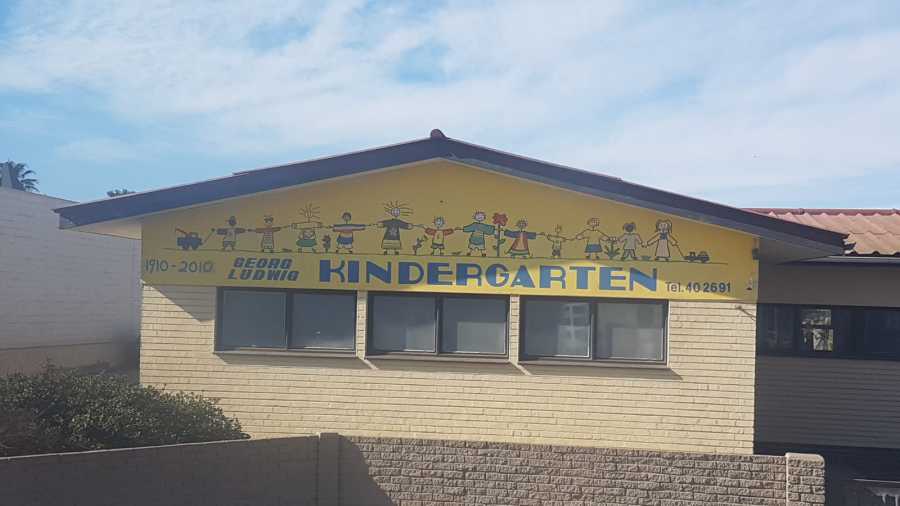 1910-2010
GEORG
LUDWIG
KINDERGARTEN
Tel. 40 2691